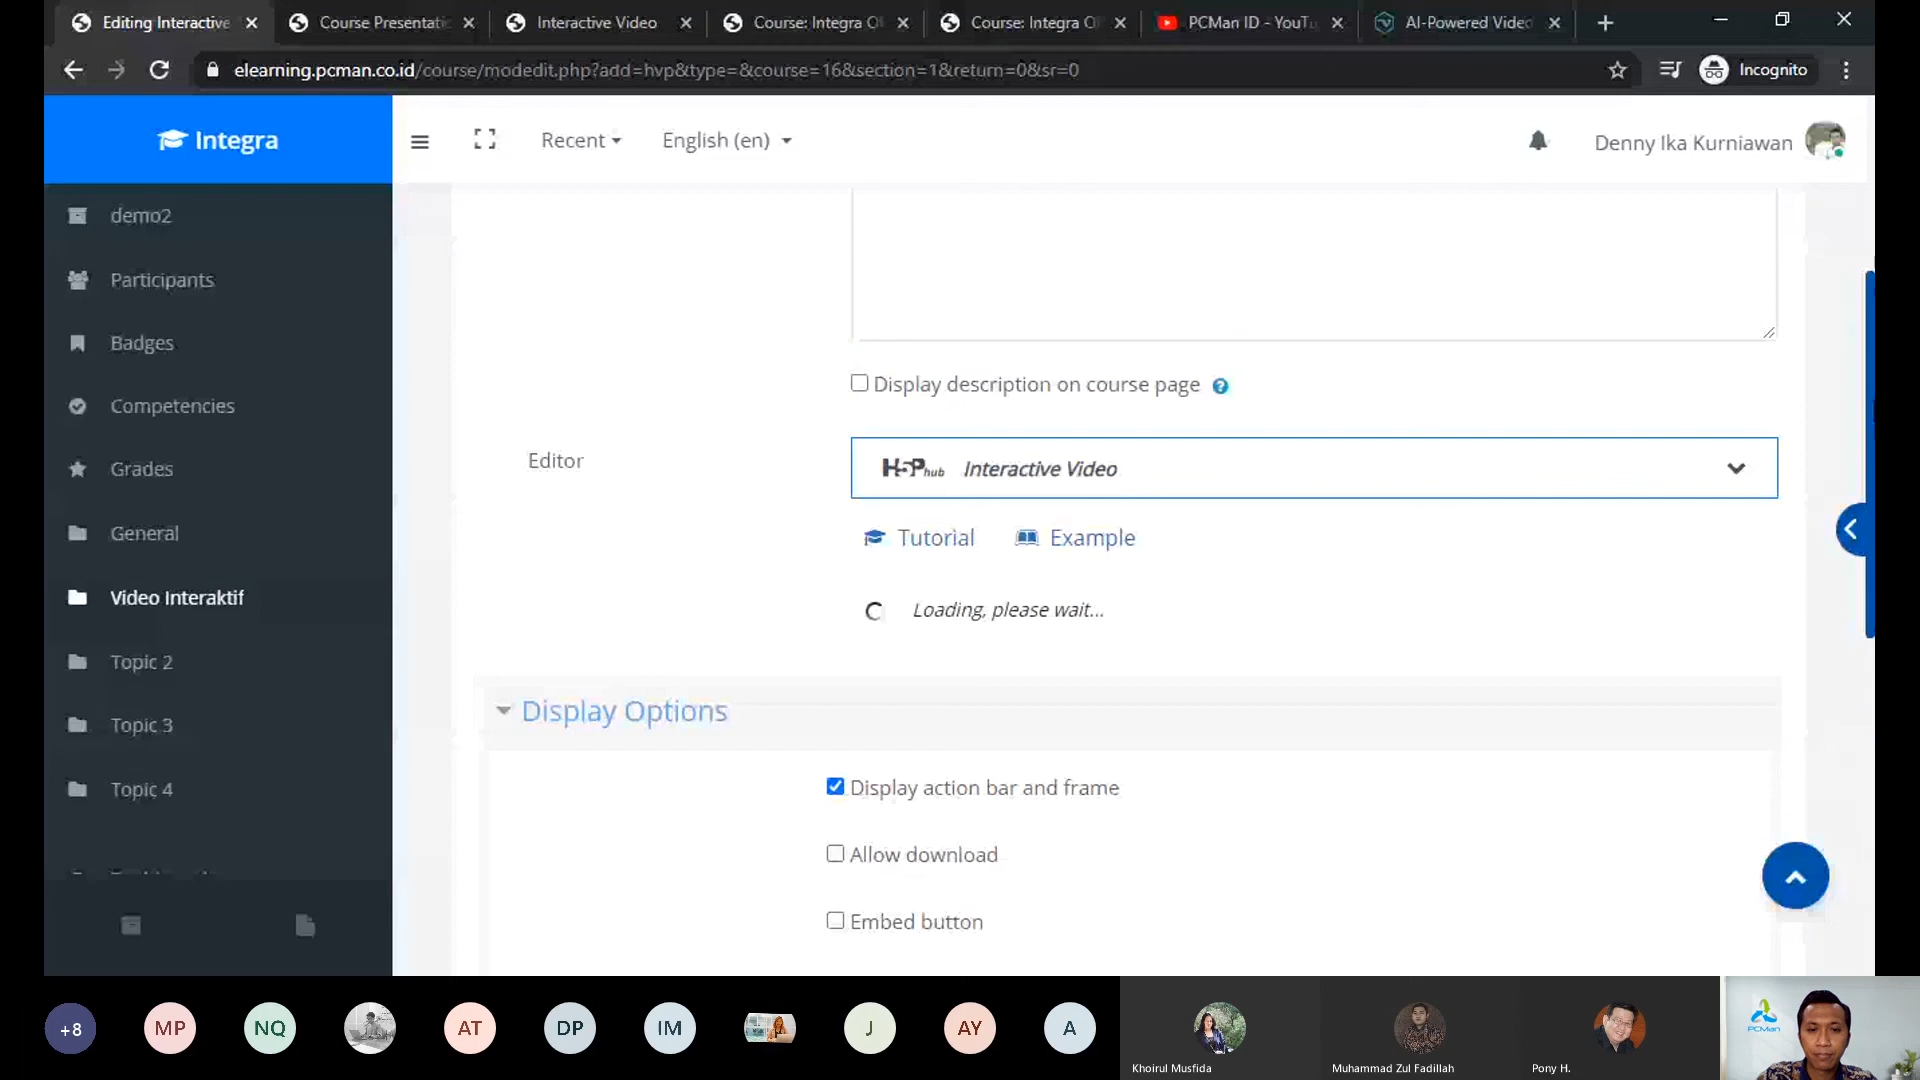 Editing Interactive
Course Presentati
Interactive Video
Course: Integra O
Course: Integra O
PCMan ID - YouTu
AI-Powered Video
elearning.pcman.co.id/course/modedit.php?add=hvp&type=&course=16&section=1&return=0&sr=0
Incognito
Integra
Recent
English (en)
Denny Ika Kurniawan
demo2
Participants
Badges
Competencies
Grades
General
Video Interaktif
Topic 2
Topic 3
Topic 4
Display description on course page
Editor
H5P hub Interactive Video
Tutorial
Example
Loading, please wait...
Display Options
Display action bar and frame
Allow download
Embed button
+8
MP
NQ
AT
DP
IM
J
AY
A
Khoirul Musfida
Muhammad Zul Fadillah
Pony H.
PCMan